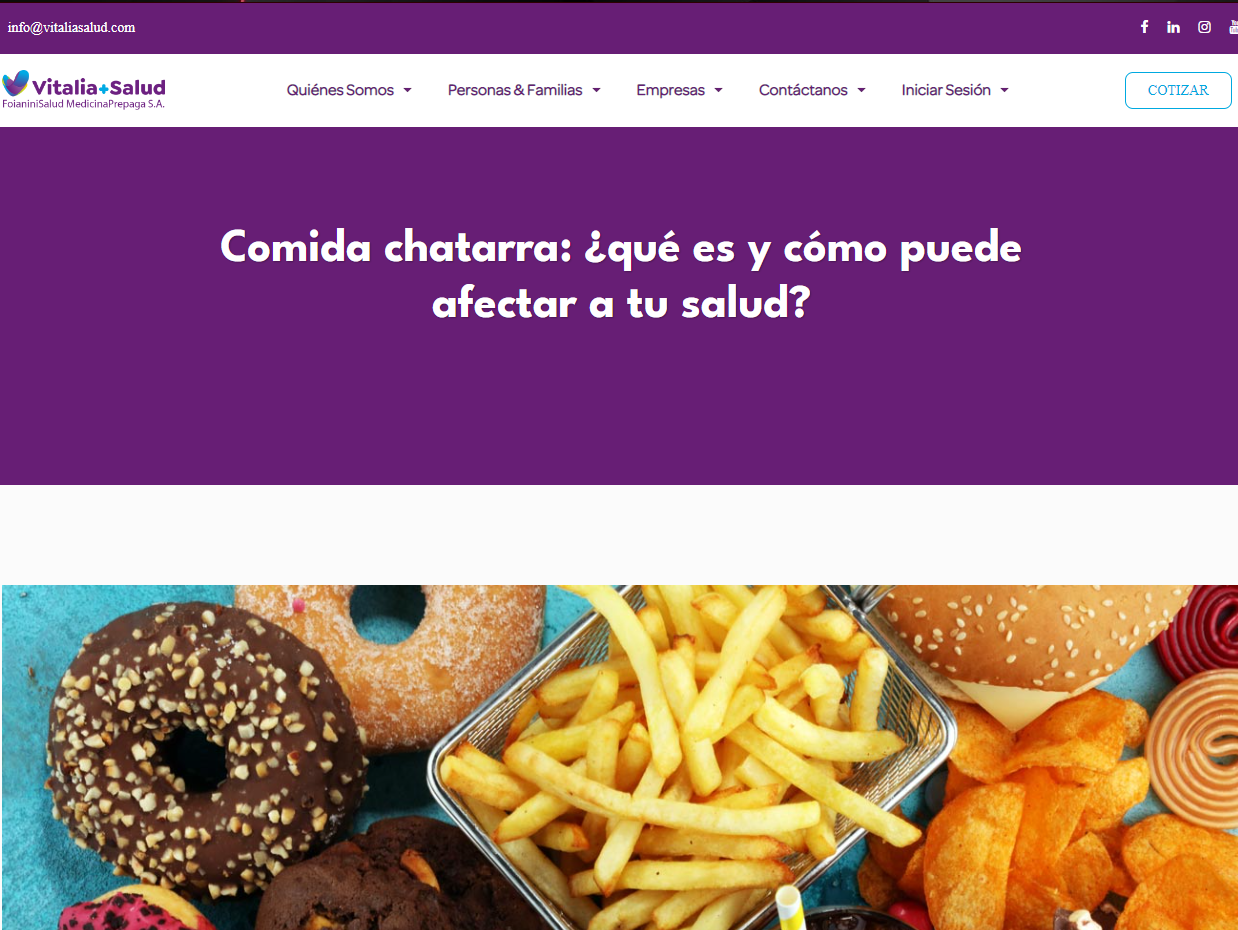 info@vitaliasalud.com
Vitalia+Salud
FoianiniSalud MedicinaPrepaga S.A.
Quiénes Somos
Personas & Familias
Empresas
Contáctanos
Iniciar Sesión
COTIZAR
Comida chatarra: ¿qué es y cómo puede
afectar a tu salud?